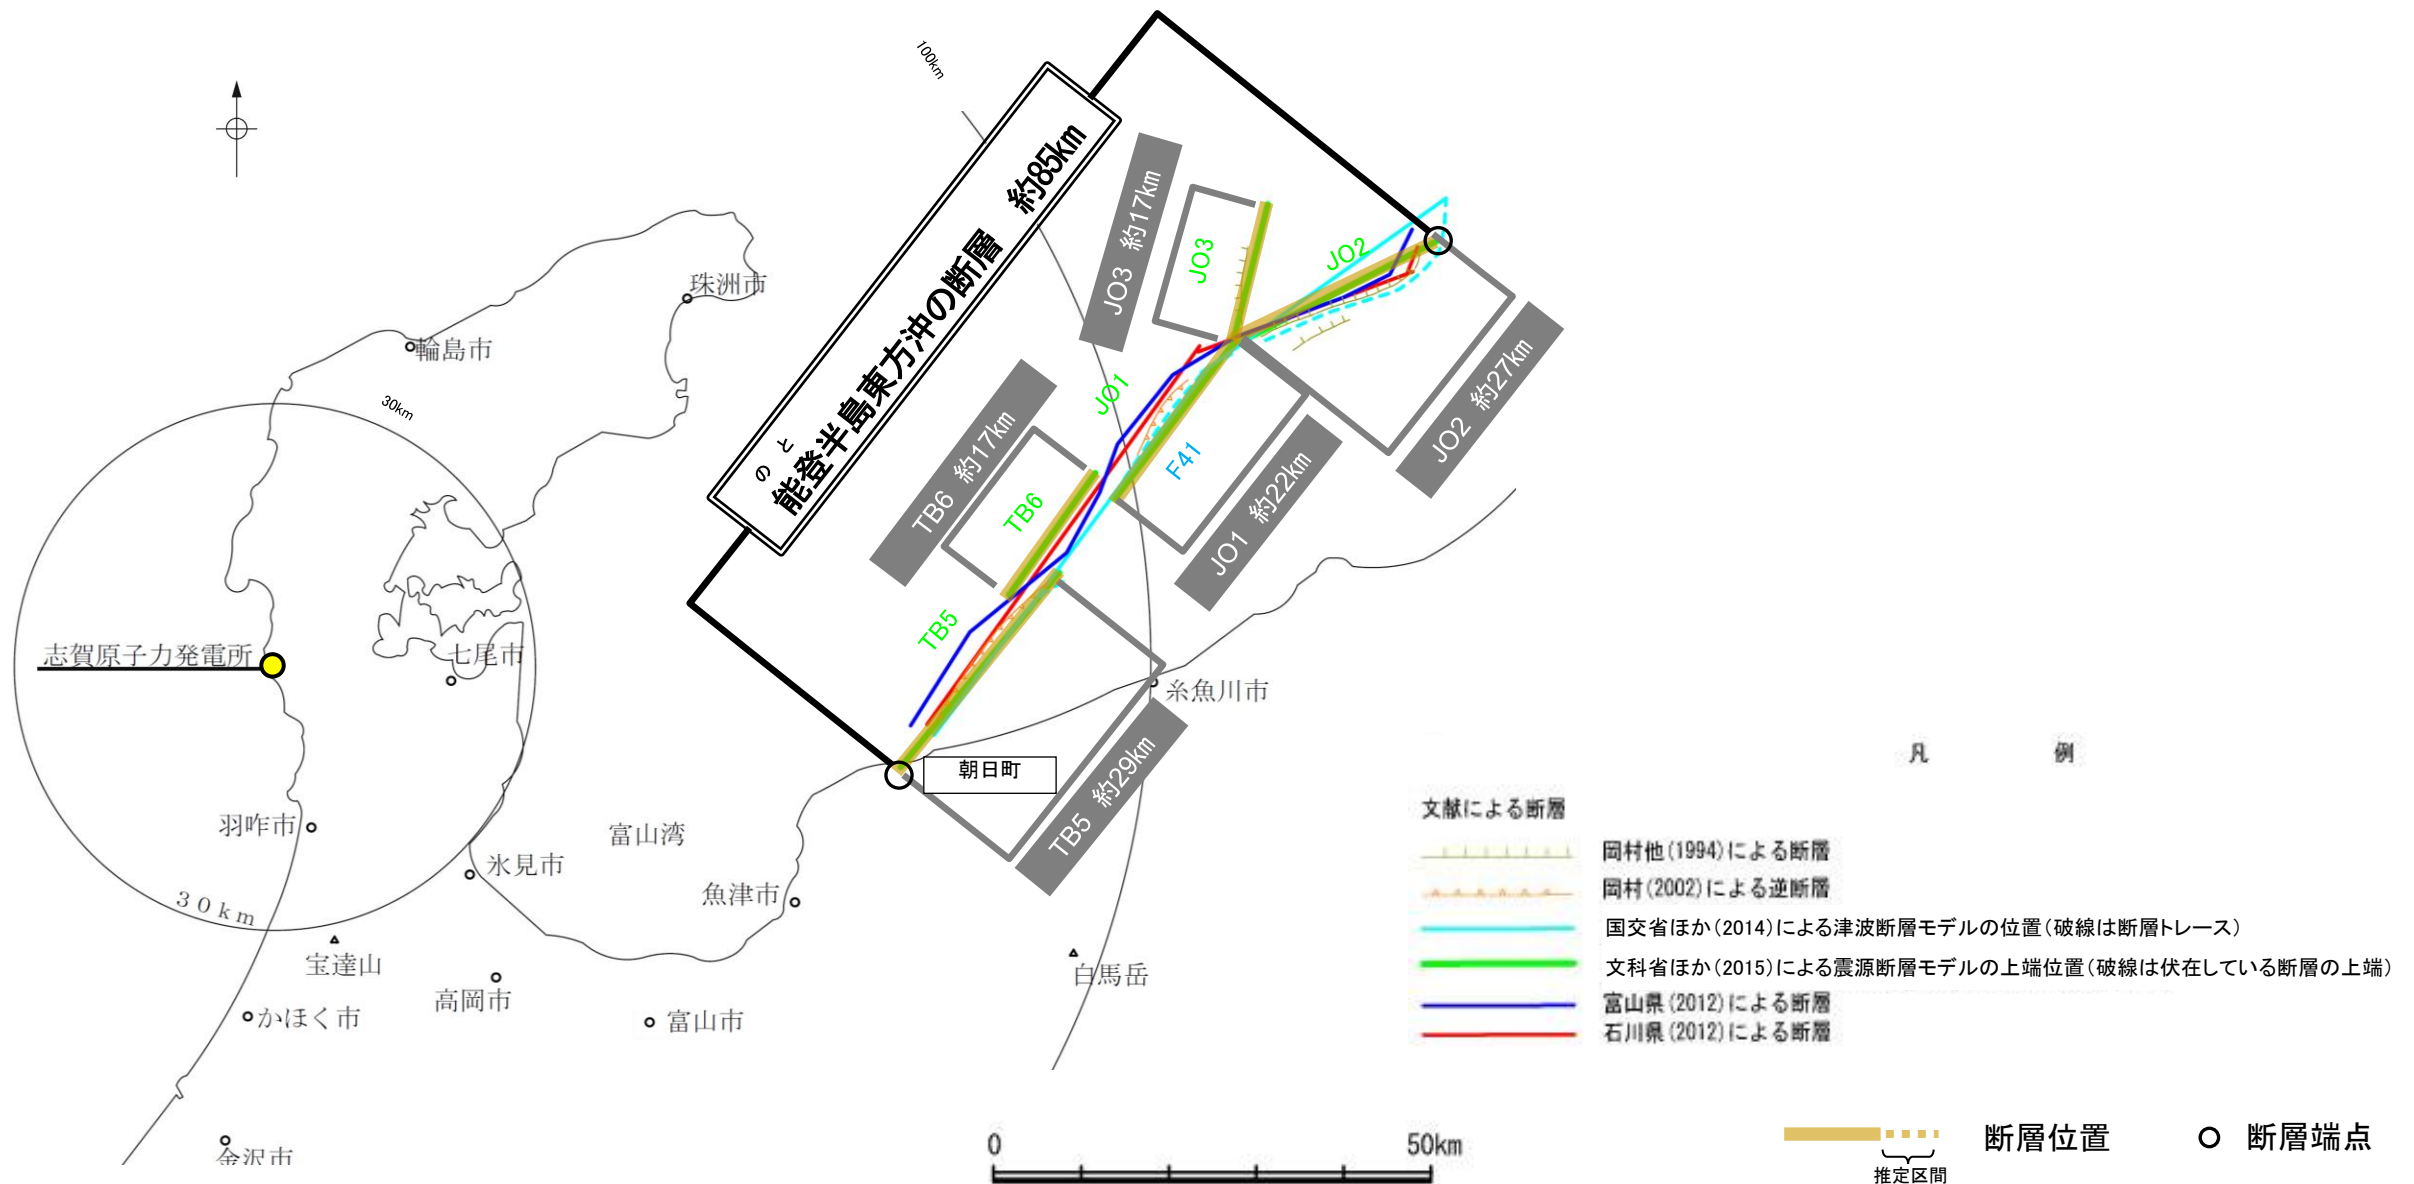 100km
のと
能登半島東方沖の断層 約85km
JO3 約17km
JO3
JO2
JO2 約27km
JO1
F41
JO1 約22km
TB6 約17km
TB6
TB5
TB5 約29km
珠洲市
輪島市
30km
志賀原子力発電所
七尾市
糸魚川市
朝日町
羽咋市
富山湾
氷見市
魚津市
30km
宝達山
白馬岳
高岡市
かほく市
富山市
金沢市
凡例
文献による断層
岡村他(1994)による断層
岡村(2002)による逆断層
国交省ほか(2014)による津波断層モデルの位置(破線は断層トレース)
文科省ほか(2015)による震源断層モデルの上端位置(破線は伏在している断層の上端)
富山県(2012)による断層
石川県(2012)による断層
0 50km
断層位置
推定区間
断層端点